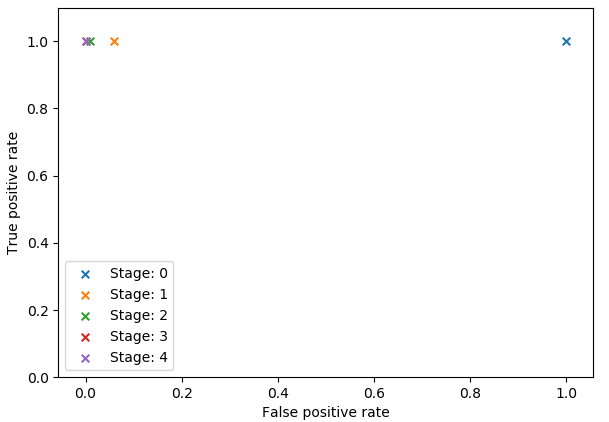 1.0
0.8
0.6
0.4
0.2
0.0
True positive rate
Stage: 0
Stage: 1
Stage: 2
Stage: 3
Stage: 4
0.0 0.2 0.4 0.6 0.8 1.0
False positive rate